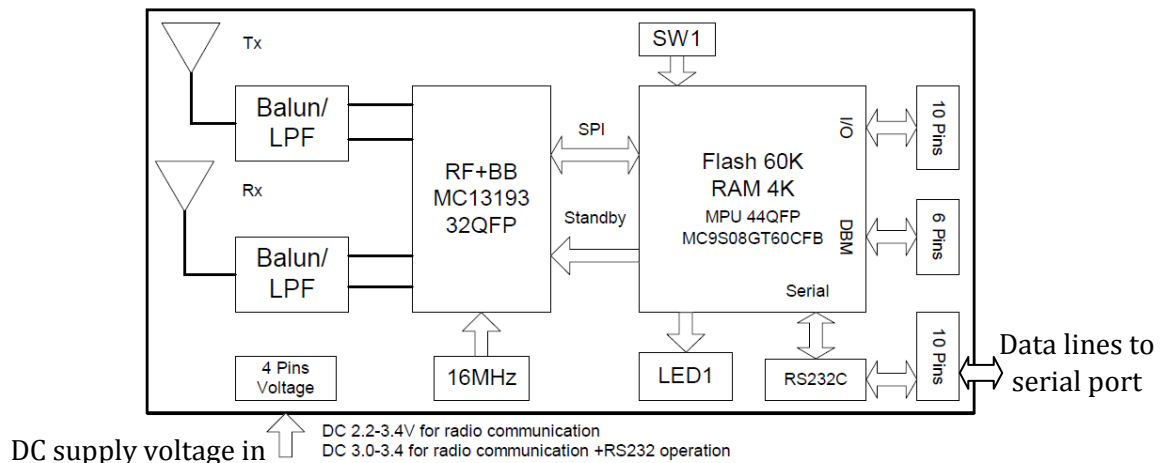 Tx
Balun/
LPF
Rx
Balun/
LPF
RF+BB
MC13193
32QFP
SPI
Standby
SW1
Flash 60K
RAM 4K
MPU 44QFP
MC9S08GT60CFB
I/O
DBM
Serial
10 Pins
6 Pins
10 Pins
4 Pins
Voltage
16MHz
LED1
RS232C
Data lines to
serial port
DC supply voltage in
DC 2.2-3.4V for radio communication
DC 3.0-3.4 for radio communication +RS232 operation